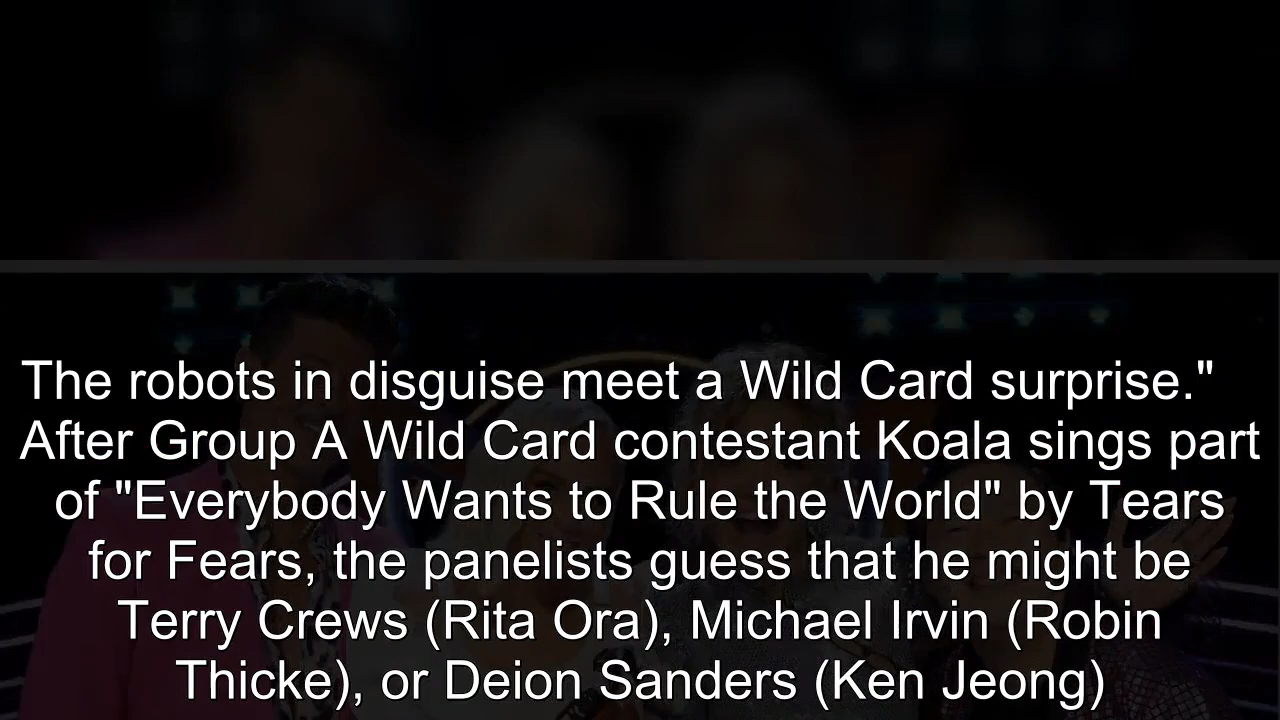 The robots in disguise meet a Wild Card surprise."
After Group A Wild Card contestant Koala sings part
of "Everybody Wants to Rule the World" by Tears
for Fears, the panelists guess that he might be
Terry Crews (Rita Ora), Michael Irvin (Robin
Thicke), or Deion Sanders (Ken Jeong)